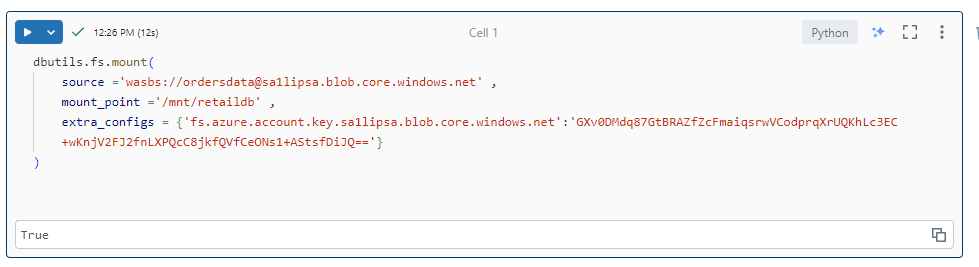 12:26 PM (12s)
Cell 1
Python
dbutils.fs.mount(
source ='wasbs://ordersdata@sa1lipsa.blob.core.windows.net' ,
mount_point ='/mnt/retaildb' ,
extra_configs = {'fs.azure.account.key.sa1lipsa.blob.core.windows.net':'GXv0DMdq87GtBRAZfZcFmaiqsrwVCodprqXrUQKhLc3EC
+wKnjV2FJ2fnLXPQcC8jkfQVfCeONs1+AStsfDiJQ=='}
)
True